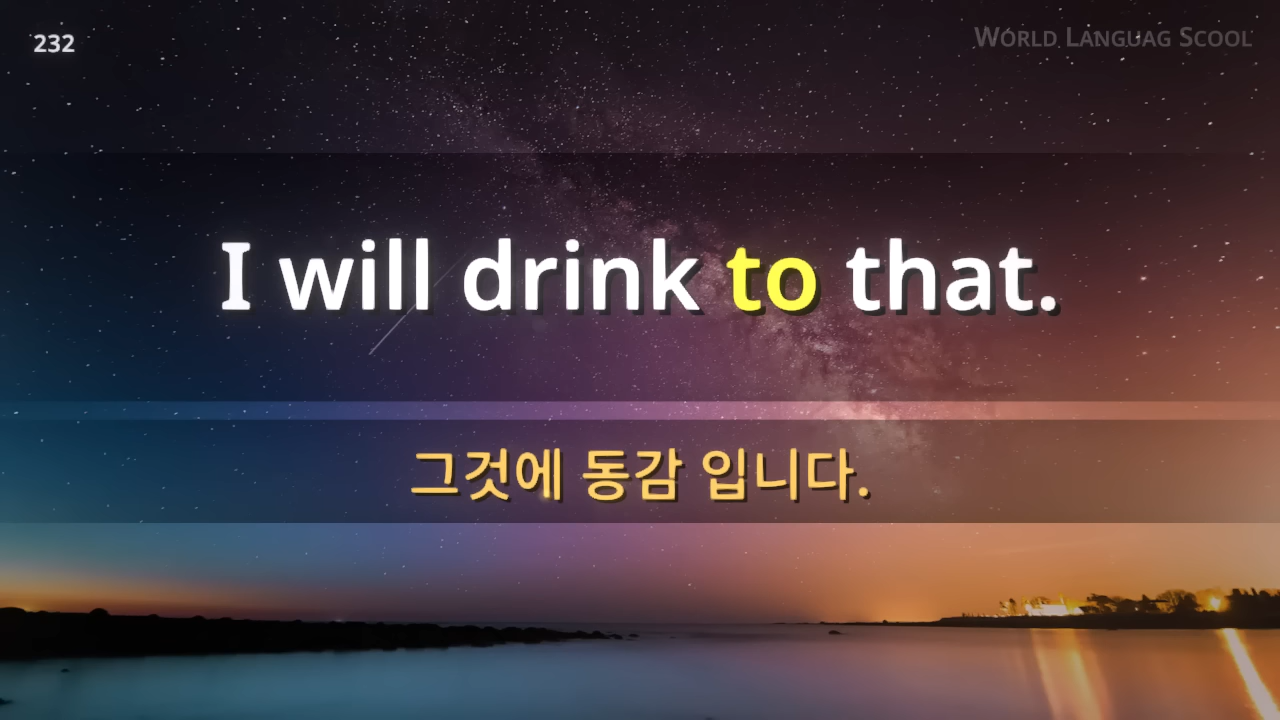 232
World Languag Scool
I will drink to that.
그것에 동감 입니다.